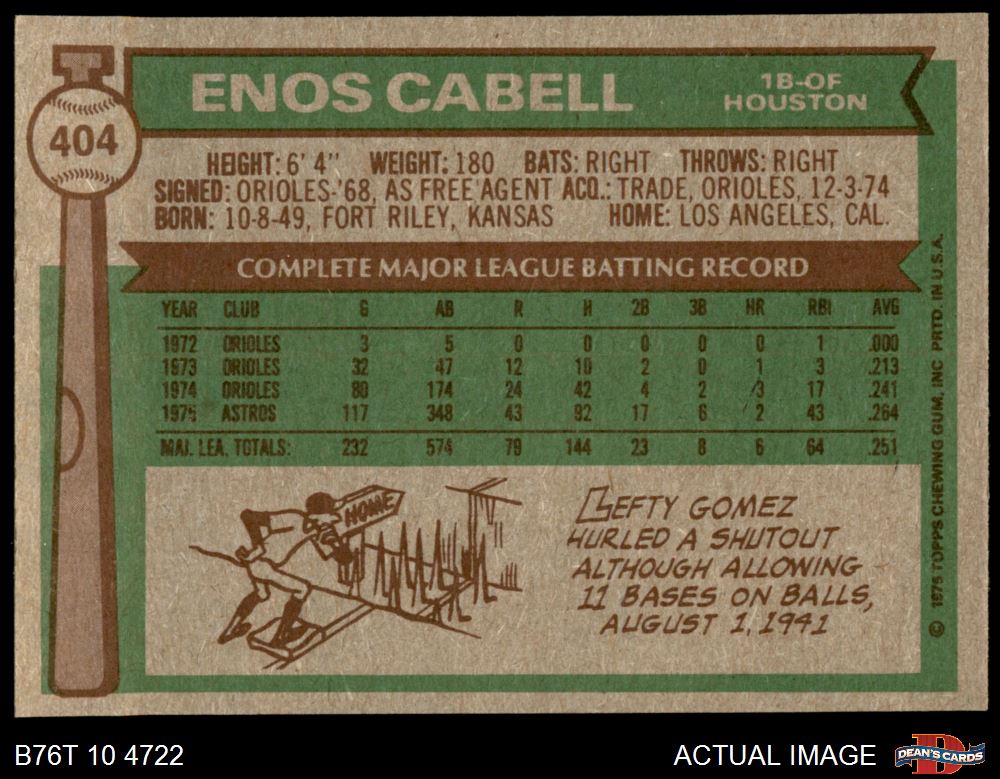 404
ENOS CABELL
1B-OF
HOUSTON
HEIGHT: 6' 4" WEIGHT: 180 BATS: RIGHT THROWS: RIGHT
SIGNED: ORIOLES-'68, AS FREE AGENT ACQ.: TRADE, ORIOLES, 12-3-74
BORN: 10-8-49, FORT RILEY, KANSAS HOME: LOS ANGELES, CAL.
COMPLETE MAJOR LEAGUE BATTING RECORD
YEAR CLUB G AB R H 2B 3B HR RBI AVG
1972 ORIOLES 3 5 0 0 0 0 0 1 .000
1973 ORIOLES 32 47 12 10 2 0 1 3 .213
1974 ORIOLES 80 174 24 42 4 2 3 17 .241
1975 ASTROS 117 348 43 92 17 6 2 43 .264
MAJ. LEA. TOTALS: 232 574 79 144 23 8 6 64 .251
HOME
LEFTY GOMEZ
HURLED A SHUTOUT
ALTHOUGH ALLOWING
11 BASES ON BALLS,
AUGUST 1, 1941
© 1975 TOPPS CHEWING GUM, INC PRTD. IN U.S.A.
B76T 10 4722
ACTUAL IMAGE
DEAN'S CARDS